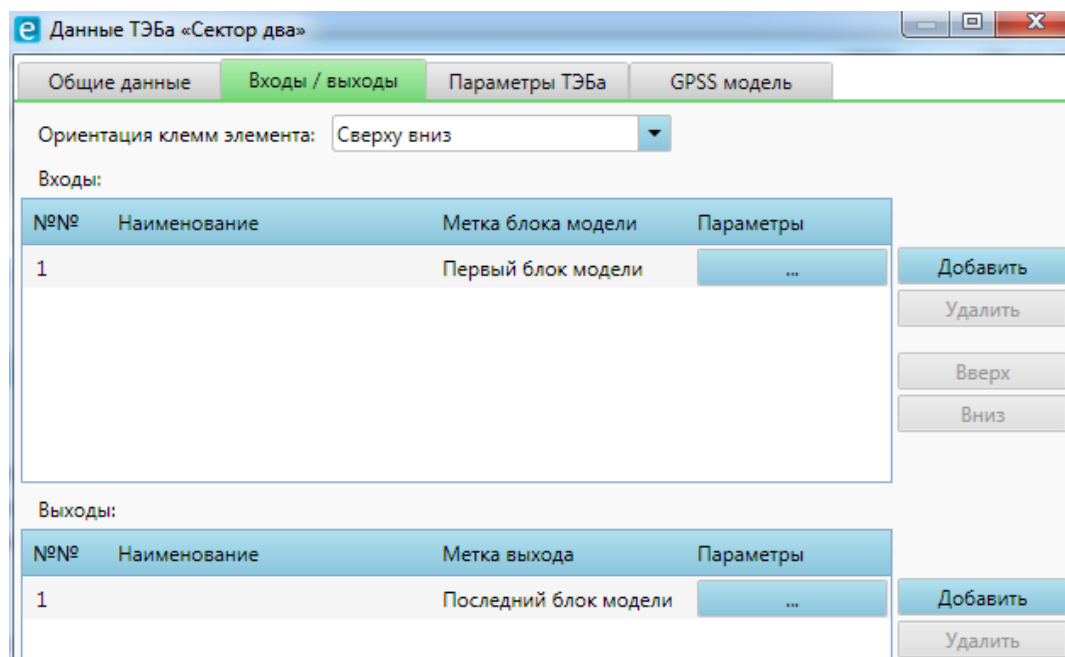 e Данные ТЭБа «Сектор два»
Общие данные Входы / выходы Параметры ТЭБа GPSS модель
Ориентация клемм элемента: Сверху вниз
Входы:
№№ Наименование Метка блока модели Параметры
1 Первый блок модели ... Добавить
Удалить
Вверх
Вниз
Выходы:
№№ Наименование Метка выхода Параметры
1 Последний блок модели ... Добавить
Удалить